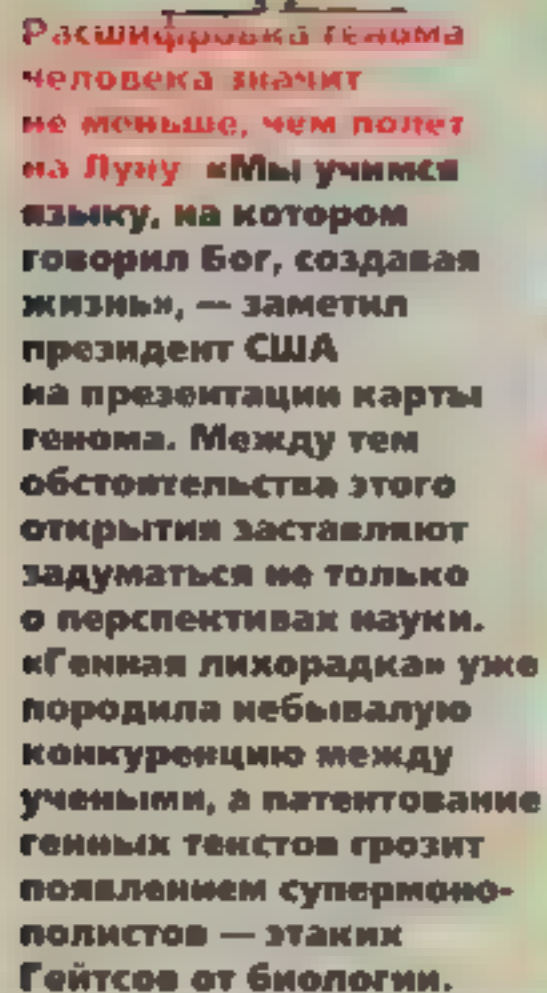 Расшифровка генома
человека значит
не меньше, чем полет
на Луну «Мы учимся
языку, на котором
говорил Бог, создавая
жизнь», — заметил
президент США
на презентации карты
генома. Между тем
обстоятельства этого
открытия заставляют
задуматься не только
о перспективах науки.
«Генная лихорадка» уже
породила небывалую
конкуренцию между
учеными, а патентование
генных текстов грозит
появлением супермоно-
полистов — этаких
Гейтсов от биологии.